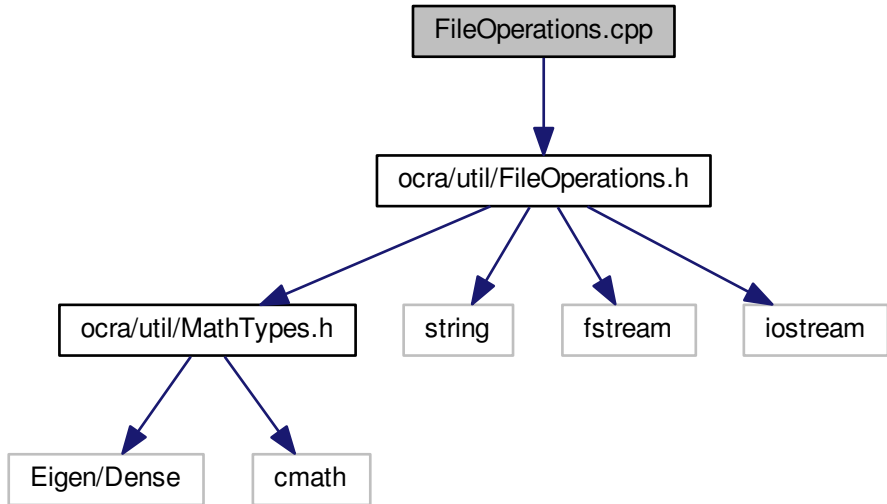 FileOperations.cpp
ocra/util/FileOperations.h
ocra/util/MathTypes.h
string
fstream
iostream
Eigen/Dense
cmath